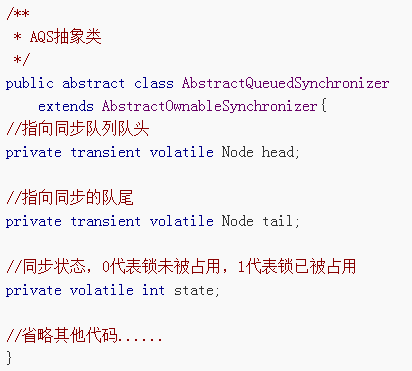 /**
 * AQS抽象类
 */
public abstract class AbstractQueuedSynchronizer
    extends AbstractOwnableSynchronizer{
//指向同步队列队头
private transient volatile Node head;

//指向同步的队尾
private transient volatile Node tail;

//同步状态，0代表锁未被占用，1代表锁已被占用
private volatile int state;

//省略其他代码......
}